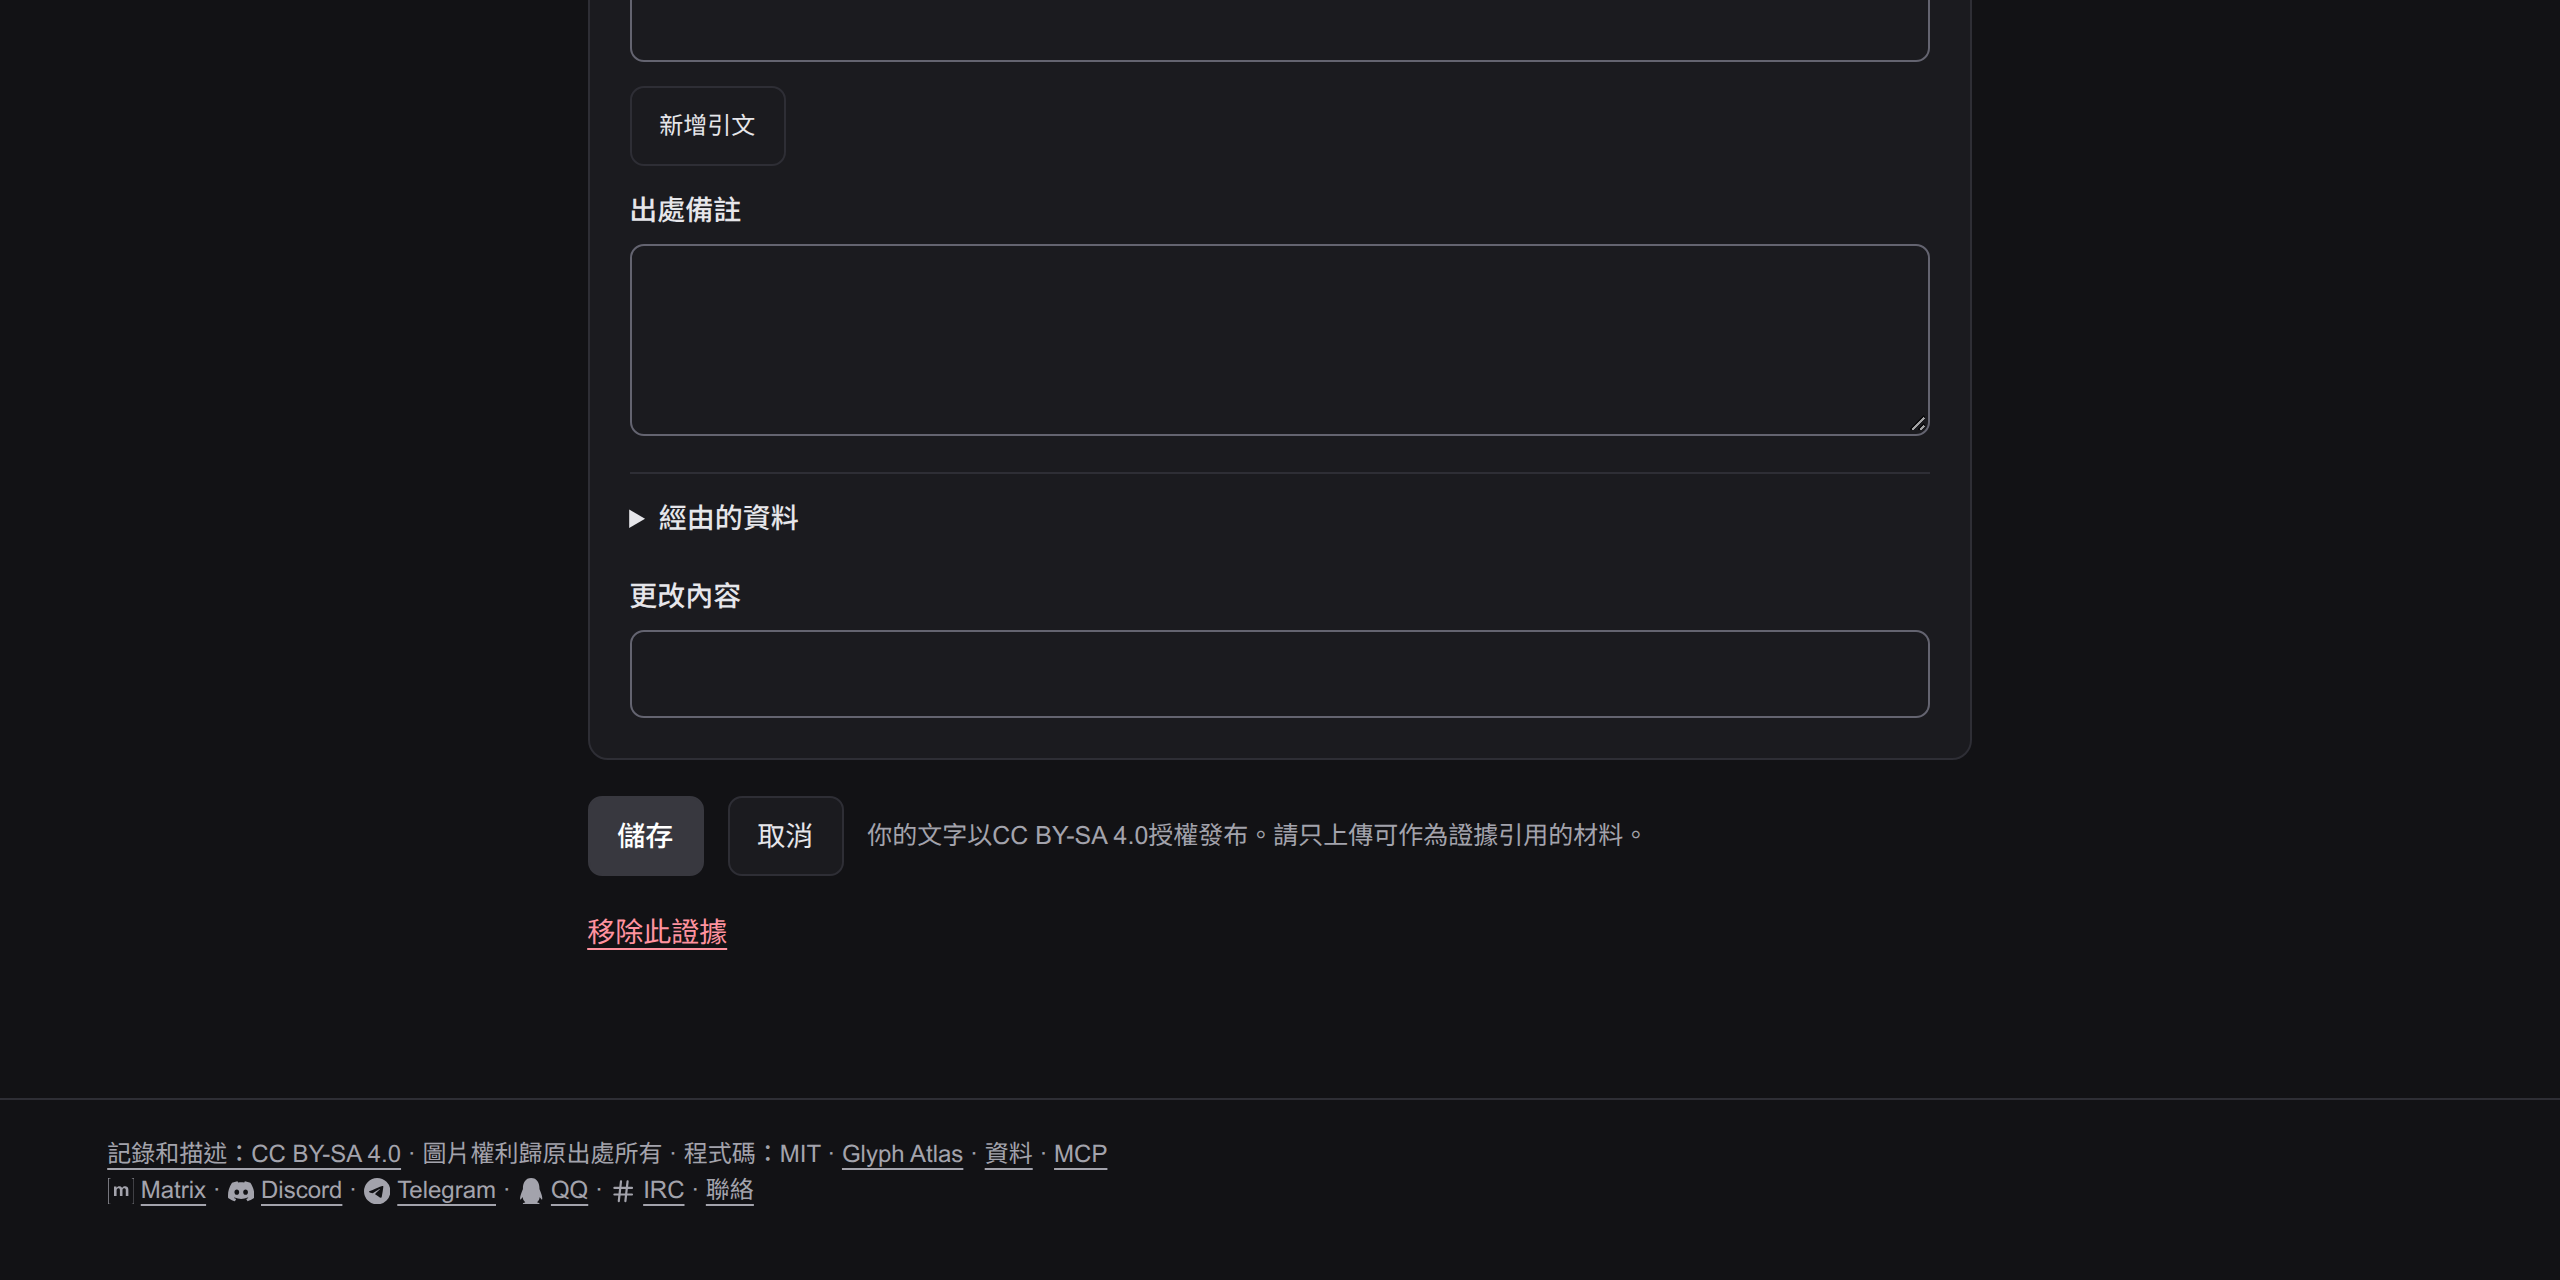 新增引文
出處備註
經由的資料
更改內容
儲存
取消
你的文字以CC BY-SA 4.0授權發布。請只上傳可作為證據引用的材料。
移除此證據
記錄和描述：CC BY-SA 4.0 · 圖片權利歸原出處所有 · 程式碼：MIT · Glyph Atlas · 資料 · MCP
[m] Matrix · Discord · Telegram · QQ · # IRC · 聯絡